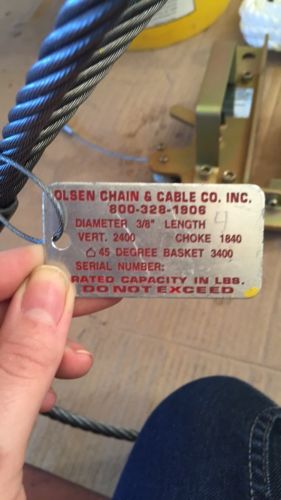 OLSEN CHAIN & CABLE CO. INC.
800-328-1906
DIAMETER 3/8" LENGTH 4
VERT. 2400 CHOKE 1840
45 DEGREE BASKET 3400
SERIAL NUMBER:
RATED CAPACITY IN LBS.
DO NOT EXCEED